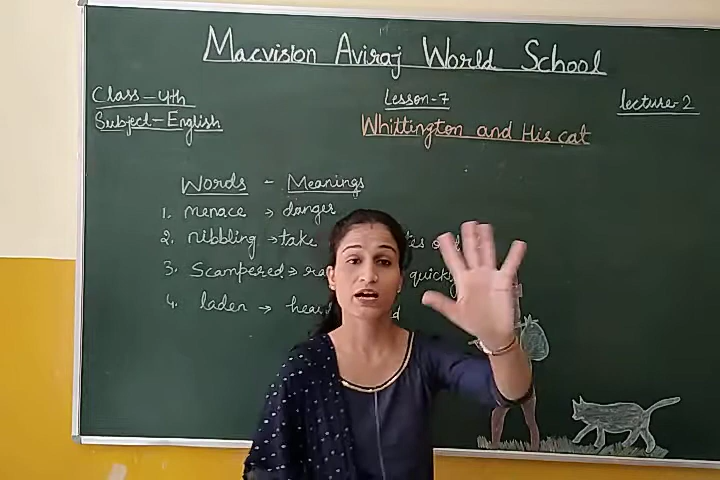 Macvision Aviraj World School
Class-4th
Lesson-7
lecture-2
Subject-English
Whittington and His cat
Words - Meanings
1. menace → danger
2. nibbling → take
3. Scampered → quickly
4. laden →